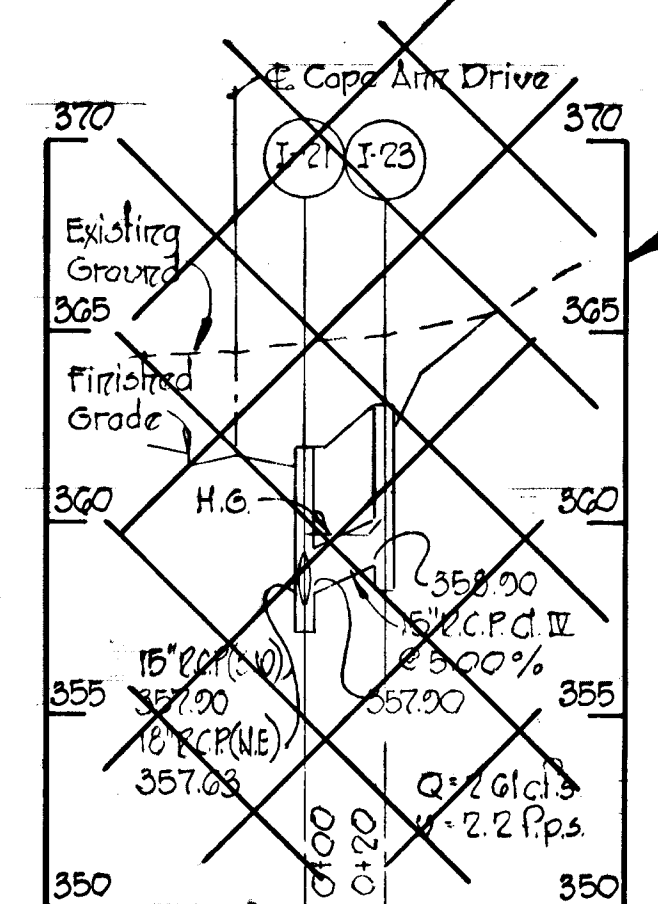 ℄ Cape Ann Drive
370 370
I-21 I-23
Existing
Ground
365 365
Finished
Grade
360 360
H.G.
358.90
15" R.C.P. Cl. IV
@ 5.00%
15" R.C.P.
357.90
357.90
355 355
18" R.C.P. (N.E)
357.63
Q = 2.61 c.f.s
= 2.2 f.p.s.
0+00
0+20
350 350